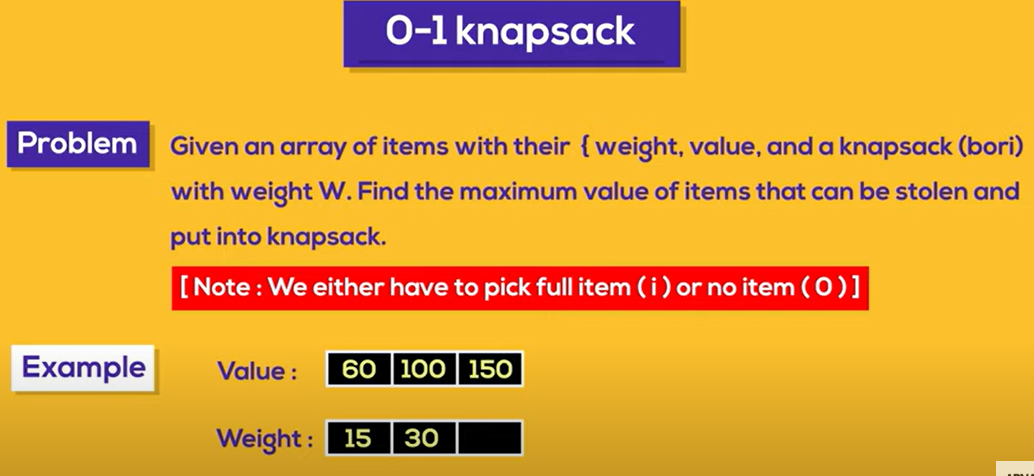 0-1 knapsack
Problem
Given an array of items with their { weight, value, and a knapsack (bori)
with weight W. Find the maximum value of items that can be stolen and
put into knapsack.
[ Note : We either have to pick full item ( i ) or no item ( 0 ) ]
Example
Value : 60 100 150
Weight : 15 30